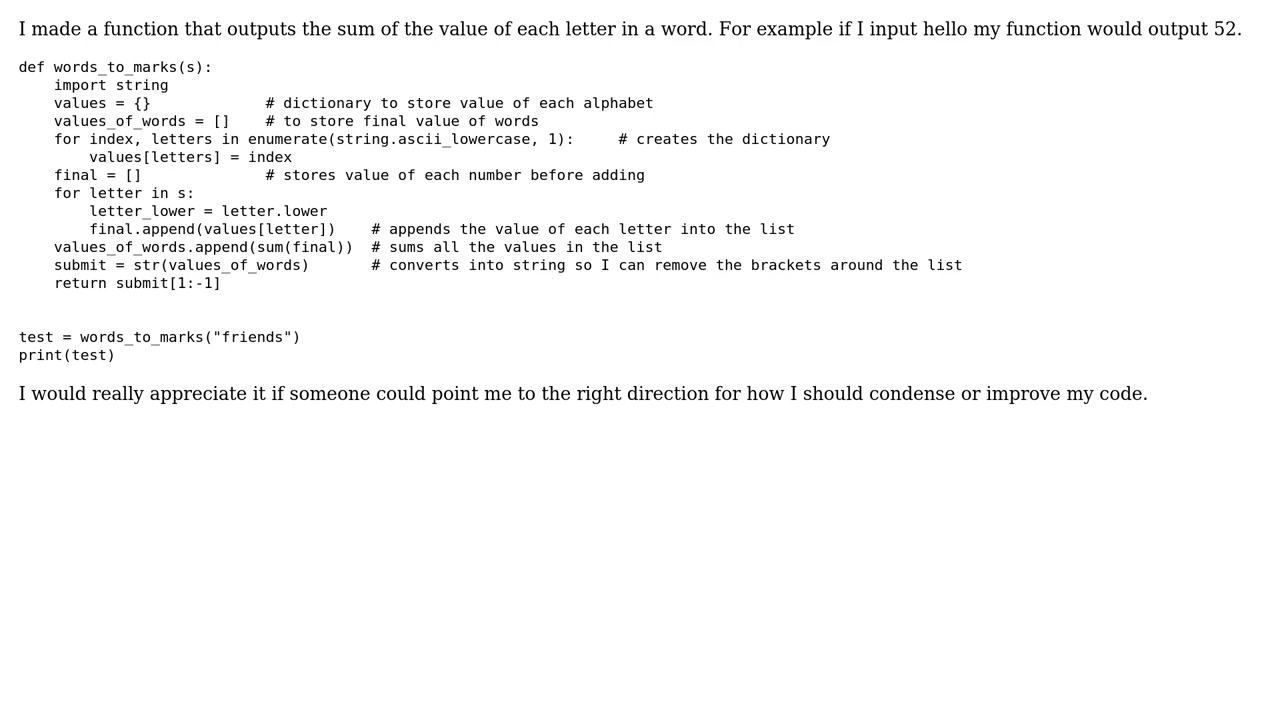 I made a function that outputs the sum of the value of each letter in a word. For example if I input hello my function would output 52.
def words_to_marks(s):
    import string
    values = {}             # dictionary to store value of each alphabet
    values_of_words = []    # to store final value of words
    for index, letters in enumerate(string.ascii_lowercase, 1):     # creates the dictionary
        values[letters] = index
    final = []              # stores value of each number before adding
    for letter in s:
        letter_lower = letter.lower
        final.append(values[letter])    # appends the value of each letter into the list
    values_of_words.append(sum(final))  # sums all the values in the list
    submit = str(values_of_words)       # converts into string so I can remove the brackets around the list
    return submit[1:-1]


test = words_to_marks("friends")
print(test)
I would really appreciate it if someone could point me to the right direction for how I should condense or improve my code.